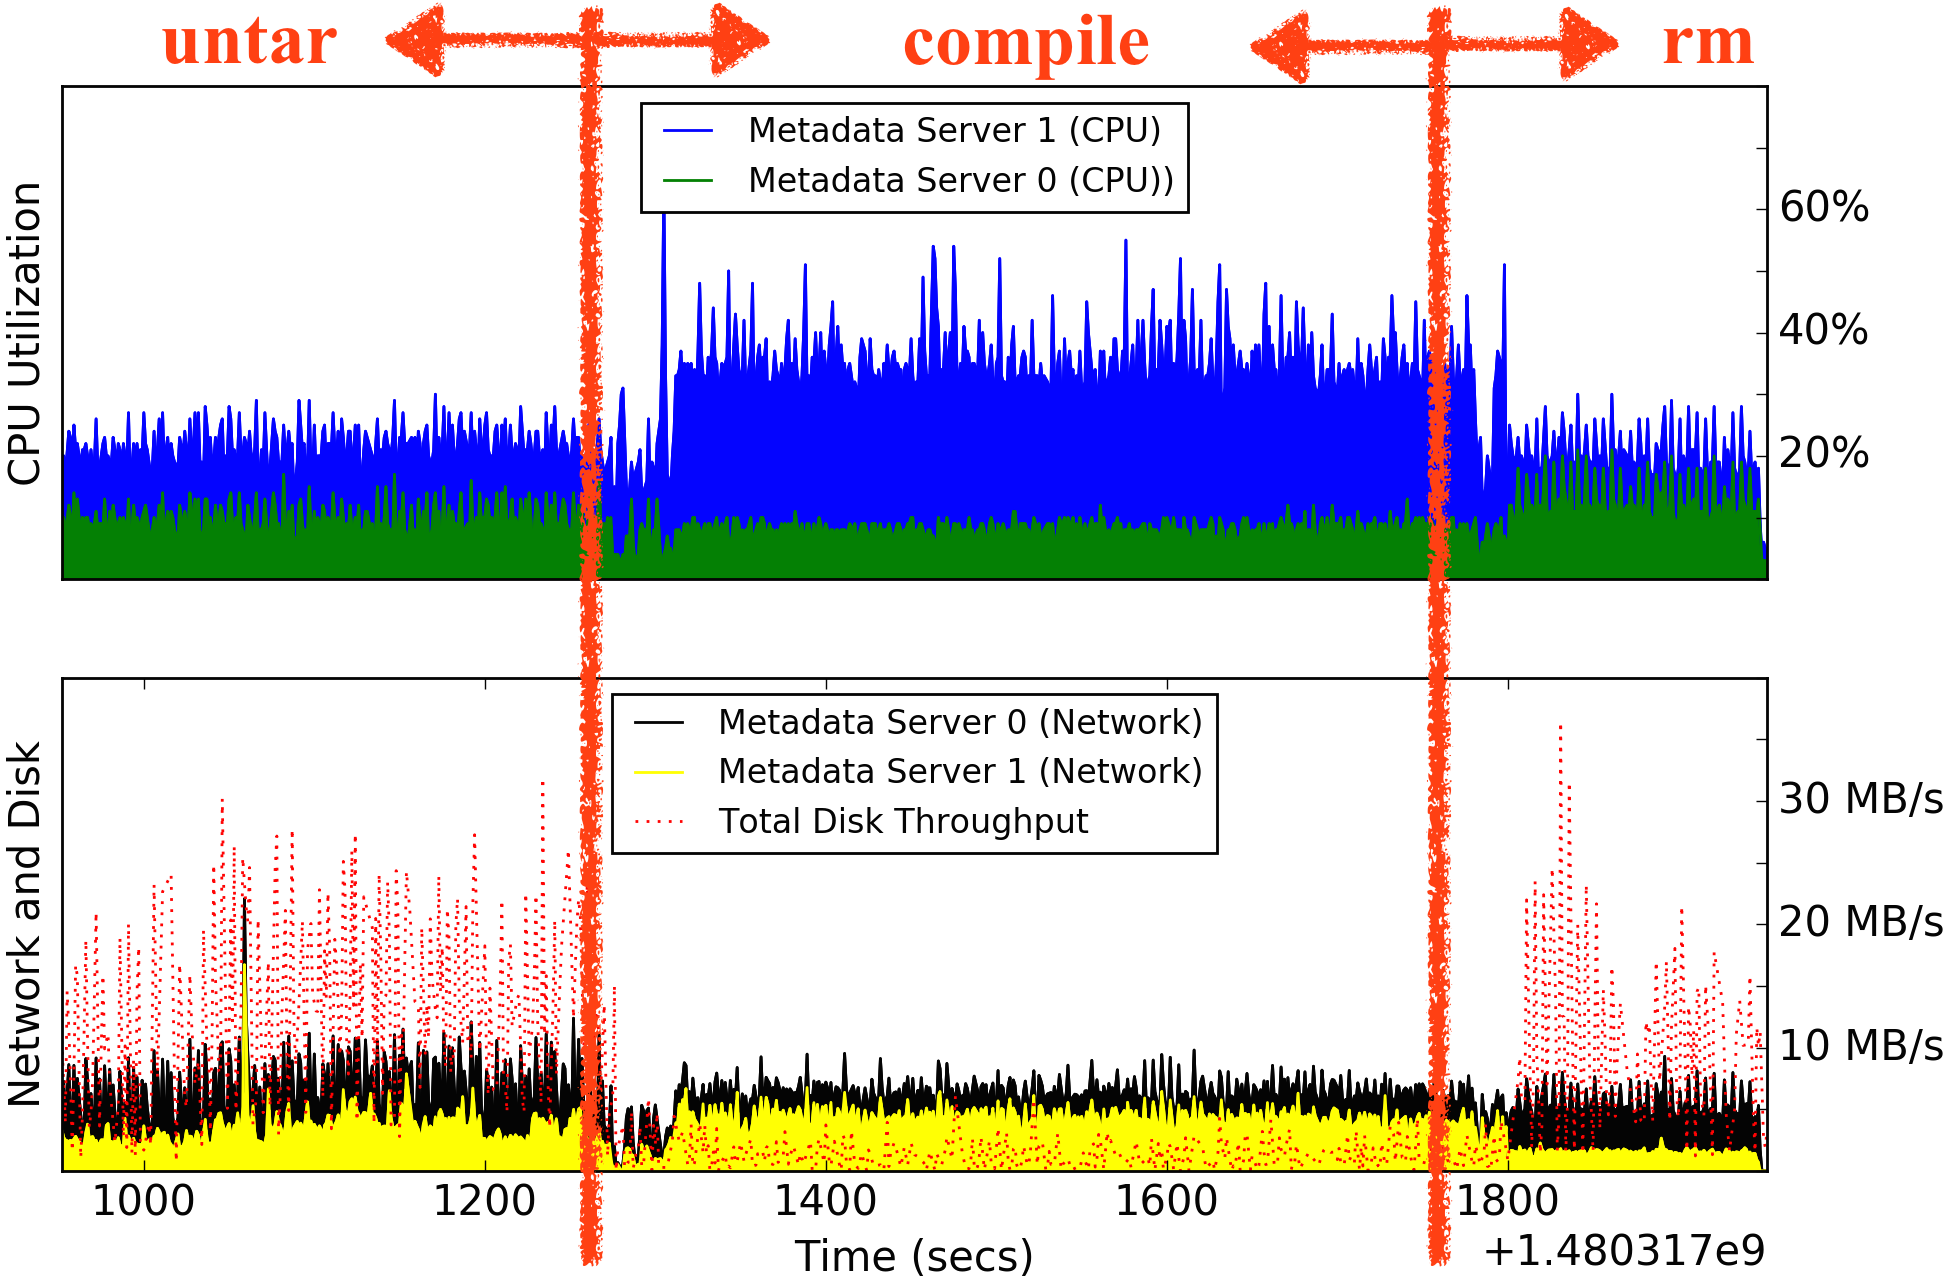 untar compile rm
Metadata Server 1 (CPU)
Metadata Server 0 (CPU))
CPU Utilization
60%
40%
20%
Metadata Server 0 (Network)
Metadata Server 1 (Network)
Total Disk Throughput
Network and Disk
30 MB/s
20 MB/s
10 MB/s
1000 1200 1400 1600 1800
Time (secs)
+1.480317e9